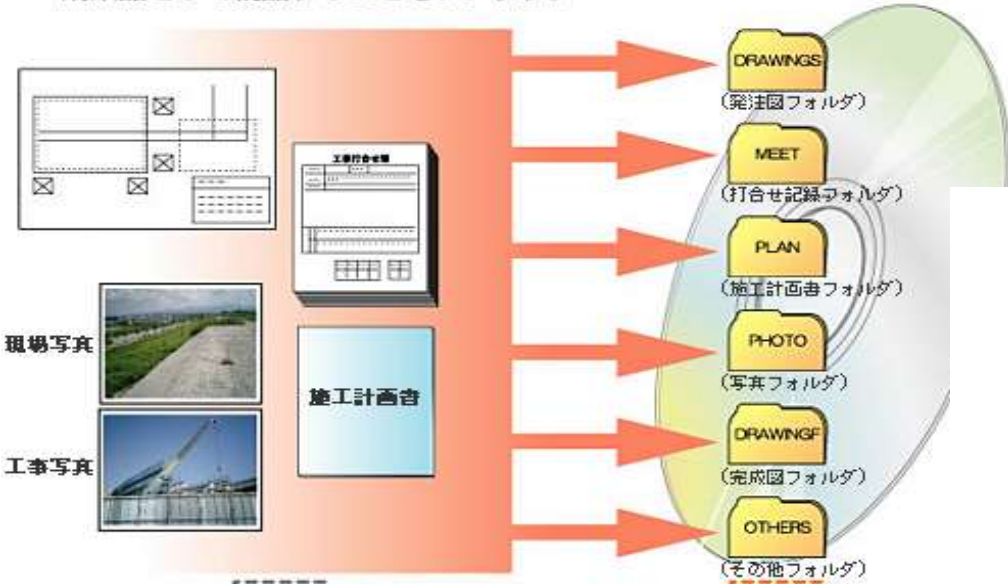 DRAWINGS
(発注図フォルダ)
MEET
(打合せ記録フォルダ)
PLAN
(施工計画書フォルダ)
PHOTO
(写真フォルダ)
DRAWINGF
(完成図フォルダ)
OTHERS
(その他フォルダ)
工事打合せ簿
現場写真
施工計画書
工事写真